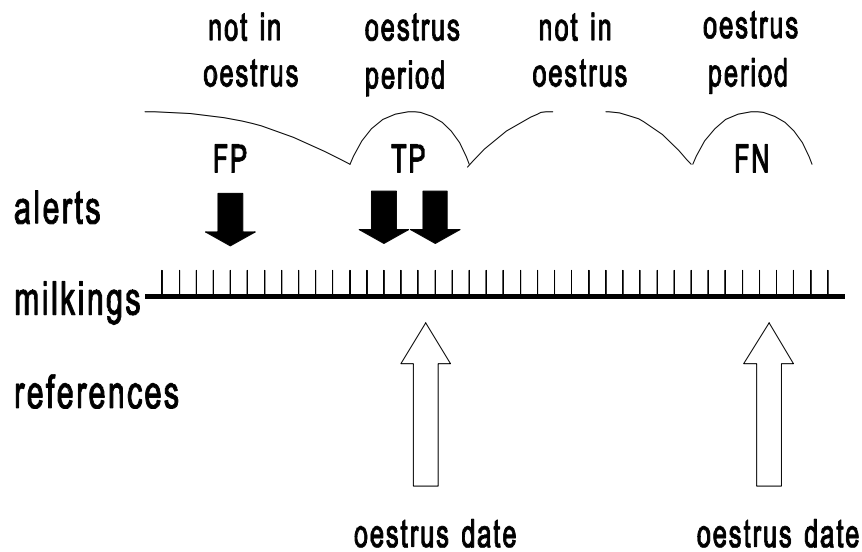 not in
oestrus
oestrus
period
not in
oestrus
oestrus
period
FP
TP
FN
alerts
milkings
references
oestrus date
oestrus date